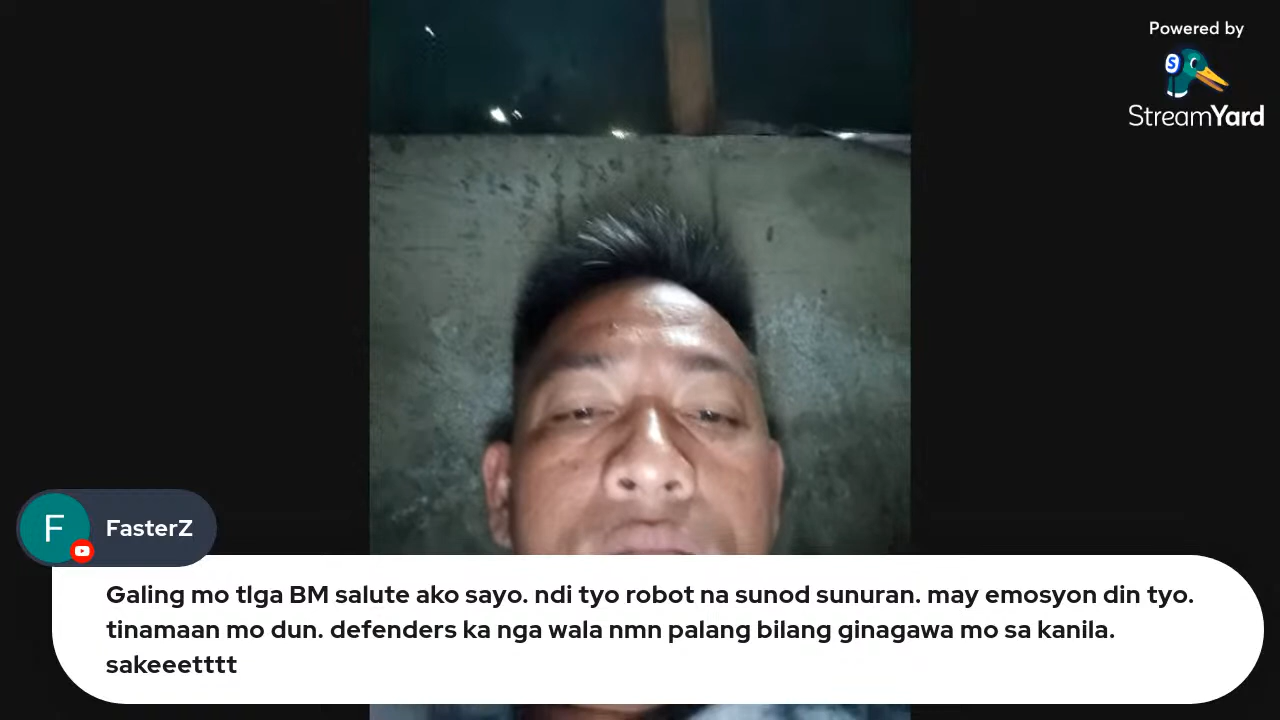 Powered by
S
StreamYard
F
FasterZ
Galing mo tlga BM salute ako sayo. ndi tyo robot na sunod sunuran. may emosyon din tyo.
tinamaan mo dun. defenders ka nga wala nmn palang bilang ginagawa mo sa kanila.
sakeeetttt